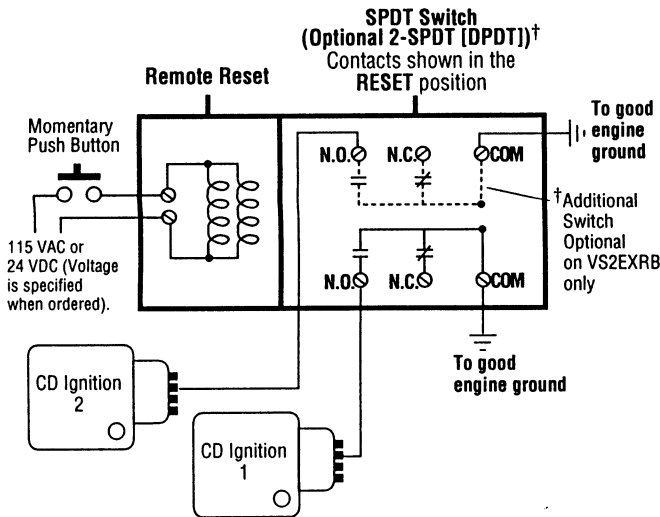 SPDT Switch
(Optional 2-SPDT [DPDT])†
Contacts shown in the
RESET position
Remote Reset
Momentary
Push Button
To good
engine
ground
N.O.
N.C.
COM
†Additional
Switch
Optional
on VS2EXRB
only
115 VAC or
24 VDC (Voltage
is specified
when ordered).
N.O.
N.C.
COM
To good
engine ground
CD Ignition
2
CD Ignition
1